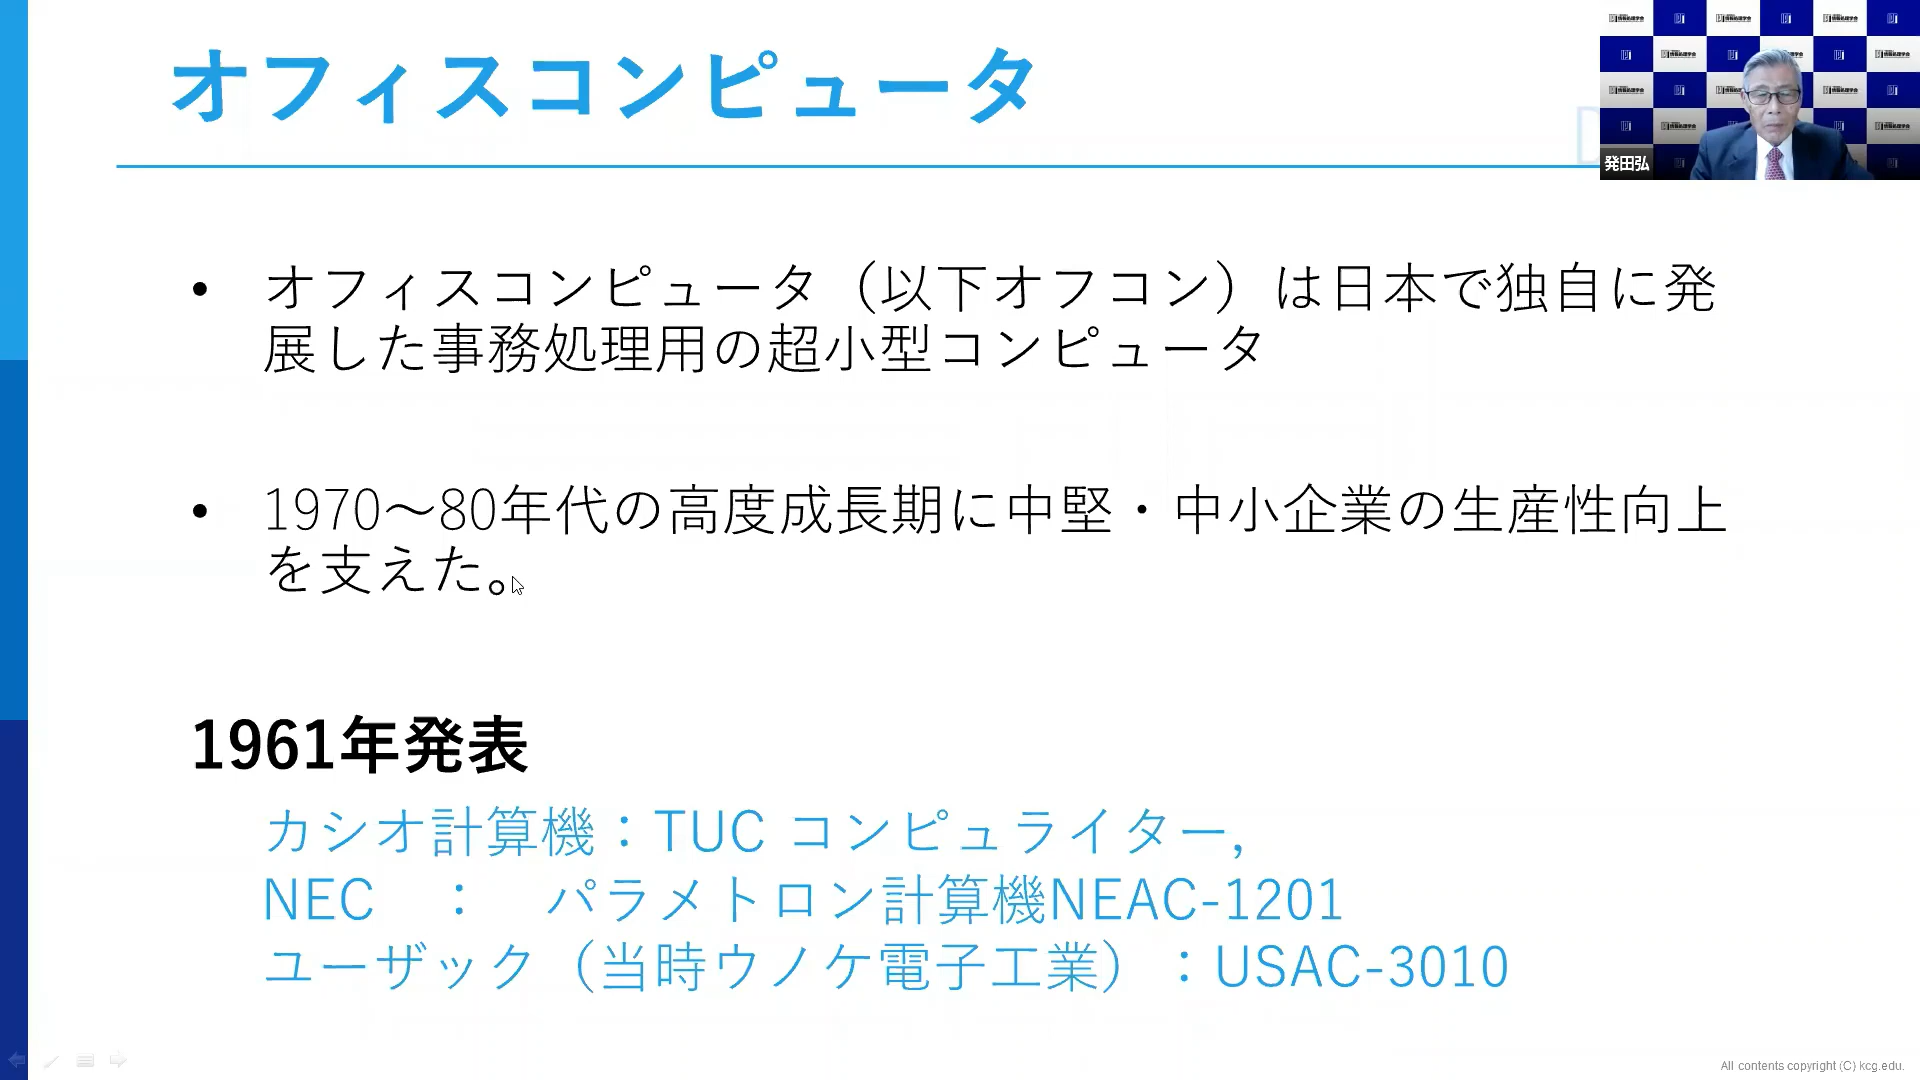 オフィスコンピュータ
発田弘
• オフィスコンピュータ（以下オフコン）は日本で独自に発
展した事務処理用の超小型コンピュータ
• 1970～80年代の高度成長期に中堅・中小企業の生産性向上
を支えた。
1961年発表
カシオ計算機：TUC コンピュライター,
NEC　：　パラメトロン計算機NEAC-1201
ユーザック（当時ウノケ電子工業）：USAC-3010
All contents copyright (C) kcg.edu.